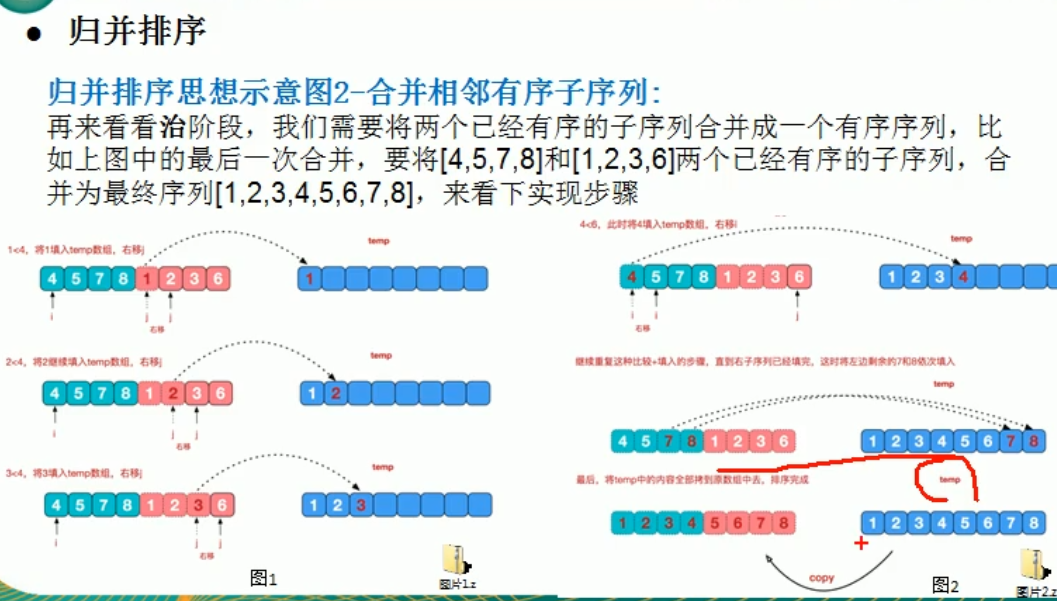 归并排序
归并排序思想示意图2-合并相邻有序子序列:
再来看看治阶段，我们需要将两个已经有序的子序列合并成一个有序序列，比
如上图中的最后一次合并，要将[4,5,7,8]和[1,2,3,6]两个已经有序的子序列，合
并为最终序列[1,2,3,4,5,6,7,8]，来看下实现步骤
1<4，将1填入temp数组，右移j
temp
4 5 7 8 1 2 3 6
1
i
j
j
右移
2<4，将2继续填入temp数组，右移j
temp
4 5 7 8 1 2 3 6
1 2
i
j
j
右移
3<4，将3填入temp数组，右移j
temp
4 5 7 8 1 2 3 6
1 2 3
i
j
j
右移
图1
图片1.z
4<6，此时将4填入temp数组，右移i
temp
4 5 7 8 1 2 3 6
1 2 3 4
i
i
j
右移
继续重复这种比较+填入的步骤，直到右子序列已经填完，这时将左边剩余的7和8依次填入
temp
4 5 7 8 1 2 3 6
1 2 3 4 5 6 7 8
最后，将temp中的内容全部拷到原数组中去，排序完成
temp
1 2 3 4 5 6 7 8
1 2 3 4 5 6 7 8
copy
图2
图片2.z